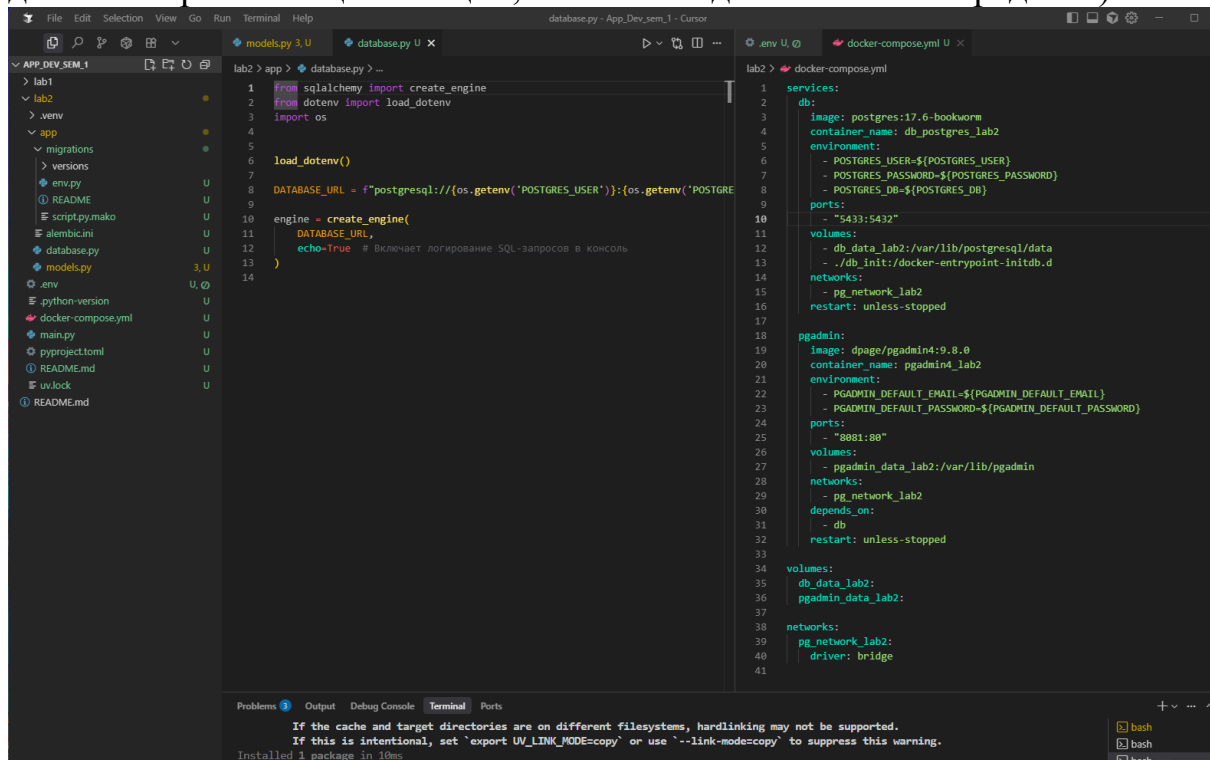 File Edit Selection View Go Run Terminal Help
database.py - App_Dev_sem_1 - Cursor
APP_DEV_SEM_1
lab1
lab2
.venv
app
migrations
versions
env.py U
README U
script.py.mako U
alembic.ini U
database.py U
models.py 3, U
.env U,
.python-version U
docker-compose.yml U
main.py U
pyproject.toml U
README.md U
uv.lock U
README.md
models.py 3, U database.py U
lab2 > app > database.py > ...
1 from sqlalchemy import create_engine
2 from dotenv import load_dotenv
3 import os
4
5
6 load_dotenv()
7
8 DATABASE_URL = f"postgresql://{os.getenv('POSTGRES_USER')}:{os.getenv('POSTGRE
9
10 engine = create_engine(
11 DATABASE_URL,
12 echo=True # Включает логирование SQL-запросов в консоль
13 )
14
.env U, docker-compose.yml U
lab2 > docker-compose.yml
1 services:
2 db:
3 image: postgres:17.6-bookworm
4 container_name: db_postgres_lab2
5 environment:
6 - POSTGRES_USER=${POSTGRES_USER}
7 - POSTGRES_PASSWORD=${POSTGRES_PASSWORD}
8 - POSTGRES_DB=${POSTGRES_DB}
9 ports:
10 - "5433:5432"
11 volumes:
12 - db_data_lab2:/var/lib/postgresql/data
13 - ./db_init:/docker-entrypoint-initdb.d
14 networks:
15 - pg_network_lab2
16 restart: unless-stopped
17
18 pgadmin:
19 image: dpage/pgadmin4:9.8.0
20 container_name: pgadmin4_lab2
21 environment:
22 - PGADMIN_DEFAULT_EMAIL=${PGADMIN_DEFAULT_EMAIL}
23 - PGADMIN_DEFAULT_PASSWORD=${PGADMIN_DEFAULT_PASSWORD}
24 ports:
25 - "8081:80"
26 volumes:
27 - pgadmin_data_lab2:/var/lib/pgadmin
28 networks:
29 - pg_network_lab2
30 depends_on:
31 - db
32 restart: unless-stopped
33
34 volumes:
35 db_data_lab2:
36 pgadmin_data_lab2:
37
38 networks:
39 pg_network_lab2:
40 driver: bridge
41
Problems 3 Output Debug Console Terminal Ports
If the cache and target directories are on different filesystems, hardlinking may not be supported.
If this is intentional, set `export UV_LINK_MODE=copy` or use `--link-mode=copy` to suppress this warning.
Installed 1 package in 10ms
bash
bash
bash